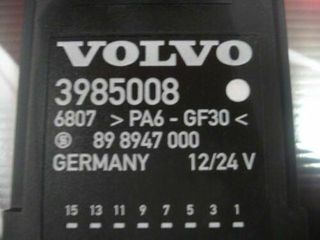 VOLVO
3985008
6807 > PA6 - GF30 <
89 8947 000
GERMANY 12/24 V
15 13 11 9 7 5 3 1